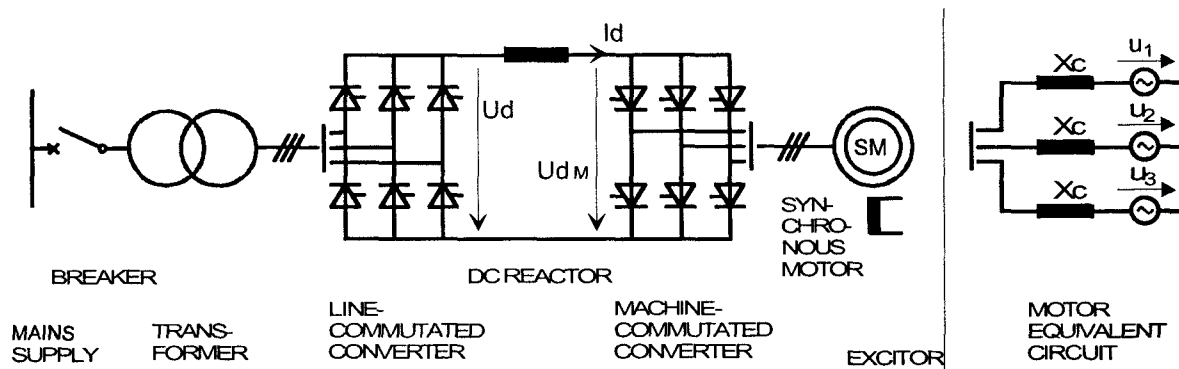 Id
Ud
Ud M
SM
u1
Xc
u2
Xc
u3
Xc
BREAKER
MAINS
SUPPLY
TRANS-
FORMER
LINE-
COMMUTATED
CONVERTER
DC REACTOR
MACHINE-
COMMUTATED
CONVERTER
SYN-
CHRO-
NOUS
MOTOR
EXCITOR
MOTOR
EQUIVALENT
CIRCUIT